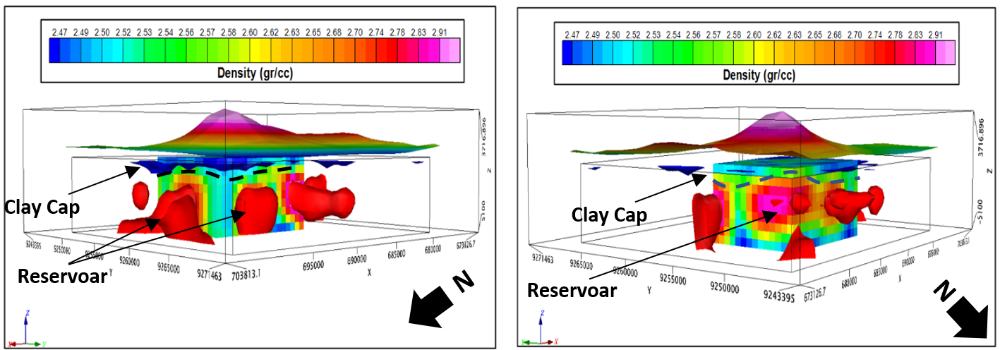 2.47 2.49 2.50 2.52 2.53 2.54 2.56 2.57 2.58 2.60 2.62 2.63 2.65 2.68 2.70 2.74 2.78 2.83 2.91
Density (gr/cc)
3716.896
Z
-5100
Clay Cap
Reservoar
9243395 9250000 9255000 9260000 9265000 9271463
Y
703813.1 695000 690000 685000 680000 673126.7
X
N
Z
X Y
2.47 2.49 2.50 2.52 2.53 2.54 2.56 2.57 2.58 2.60 2.62 2.63 2.65 2.68 2.70 2.74 2.78 2.83 2.91
Density (gr/cc)
3716.896
Z
-5100
Clay Cap
Reservoar
9271463 9265000 9260000 9255000 9250000 9243395
Y
673126.7 680000 685000 690000 695000
X
N
Z
Y X